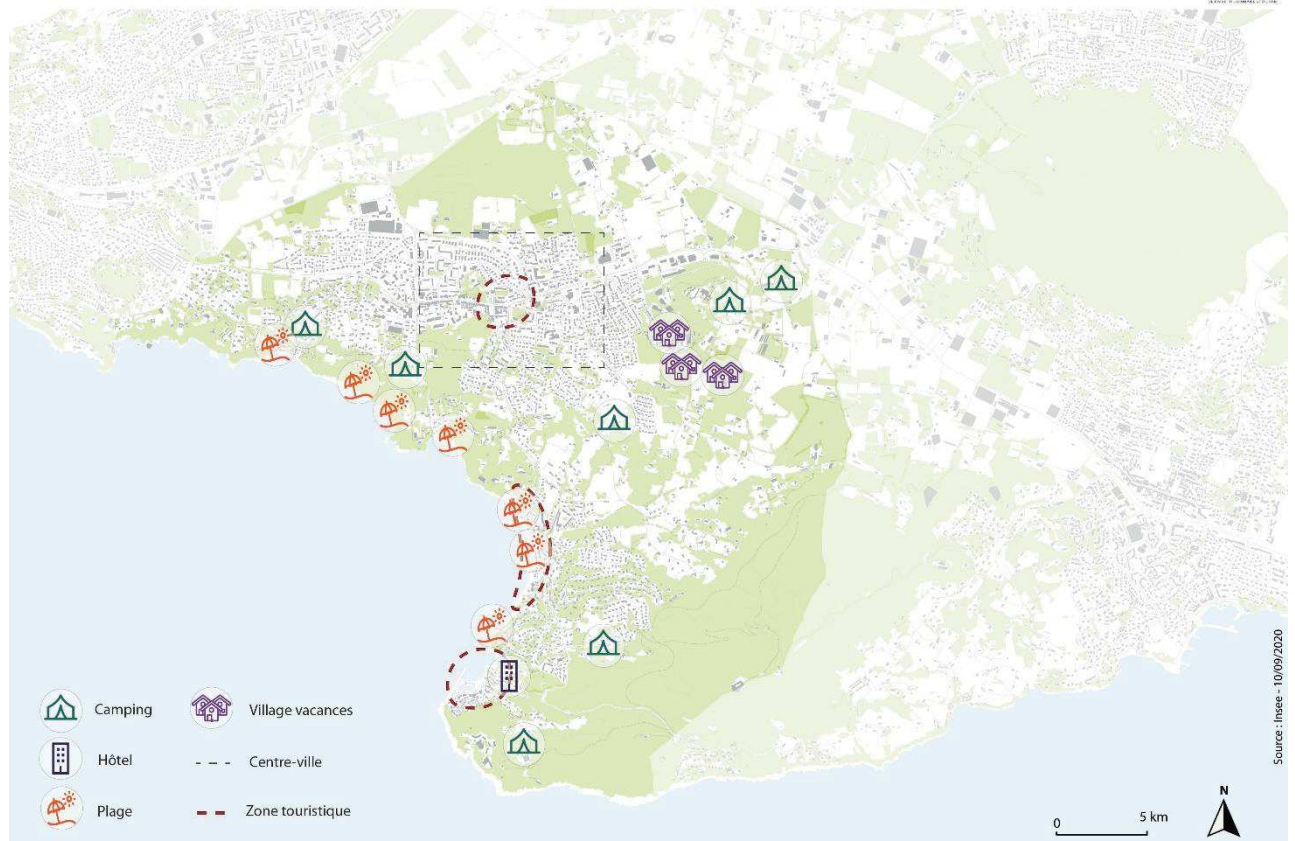 Camping
Village vacances
Hôtel
Centre-ville
Plage
Zone touristique
Source : Insee - 10/09/2020
0
5 km
N